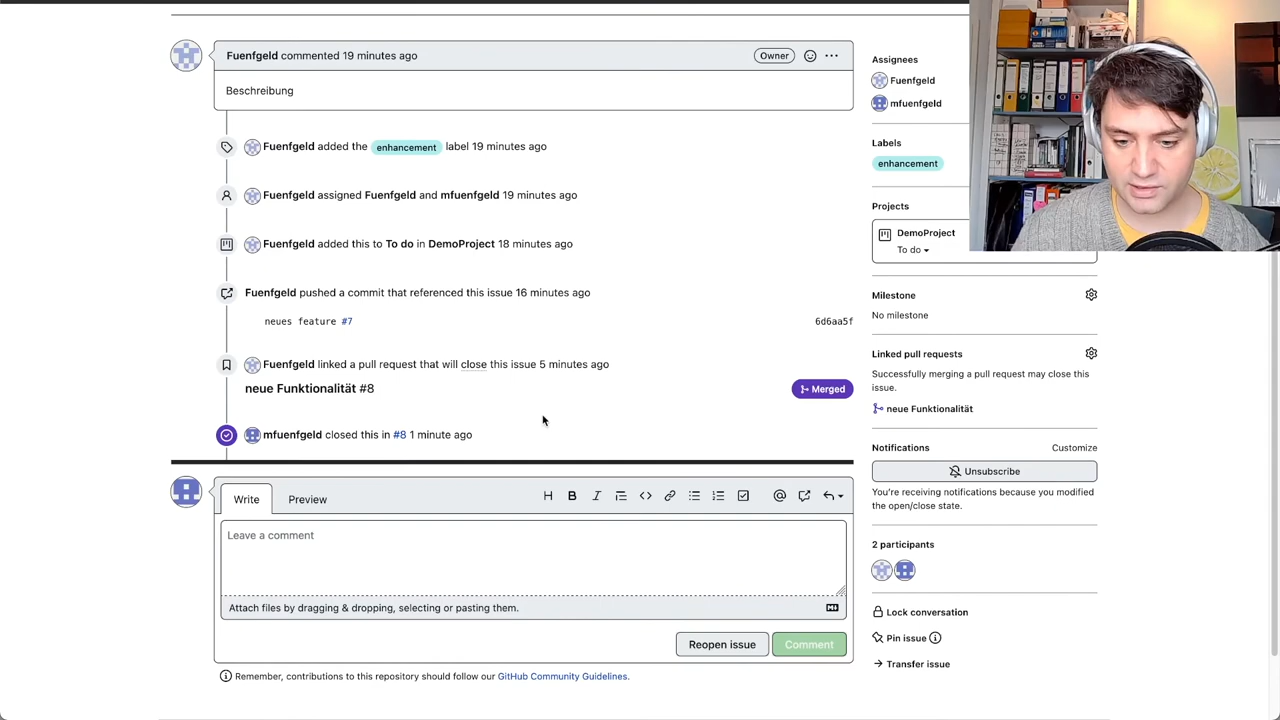 Fuenfgeld commented 19 minutes ago
Owner
Beschreibung
Fuenfgeld added the enhancement label 19 minutes ago
Fuenfgeld assigned Fuenfgeld and mfuenfgeld 19 minutes ago
Fuenfgeld added this to To do in DemoProject 18 minutes ago
Fuenfgeld pushed a commit that referenced this issue 16 minutes ago
neues feature #7
6d6aa5f
Fuenfgeld linked a pull request that will close this issue 5 minutes ago
neue Funktionalität #8
Merged
mfuenfgeld closed this in #8 1 minute ago
Write
Preview
Leave a comment
Attach files by dragging & dropping, selecting or pasting them.
Reopen issue
Comment
Remember, contributions to this repository should follow our GitHub Community Guidelines.
Assignees
Fuenfgeld
mfuenfgeld
Labels
enhancement
Projects
DemoProject
To do
Milestone
No milestone
Linked pull requests
Successfully merging a pull request may close this
issue.
neue Funktionalität
Notifications
Customize
Unsubscribe
You're receiving notifications because you modified
the open/close state.
2 participants
Lock conversation
Pin issue
Transfer issue